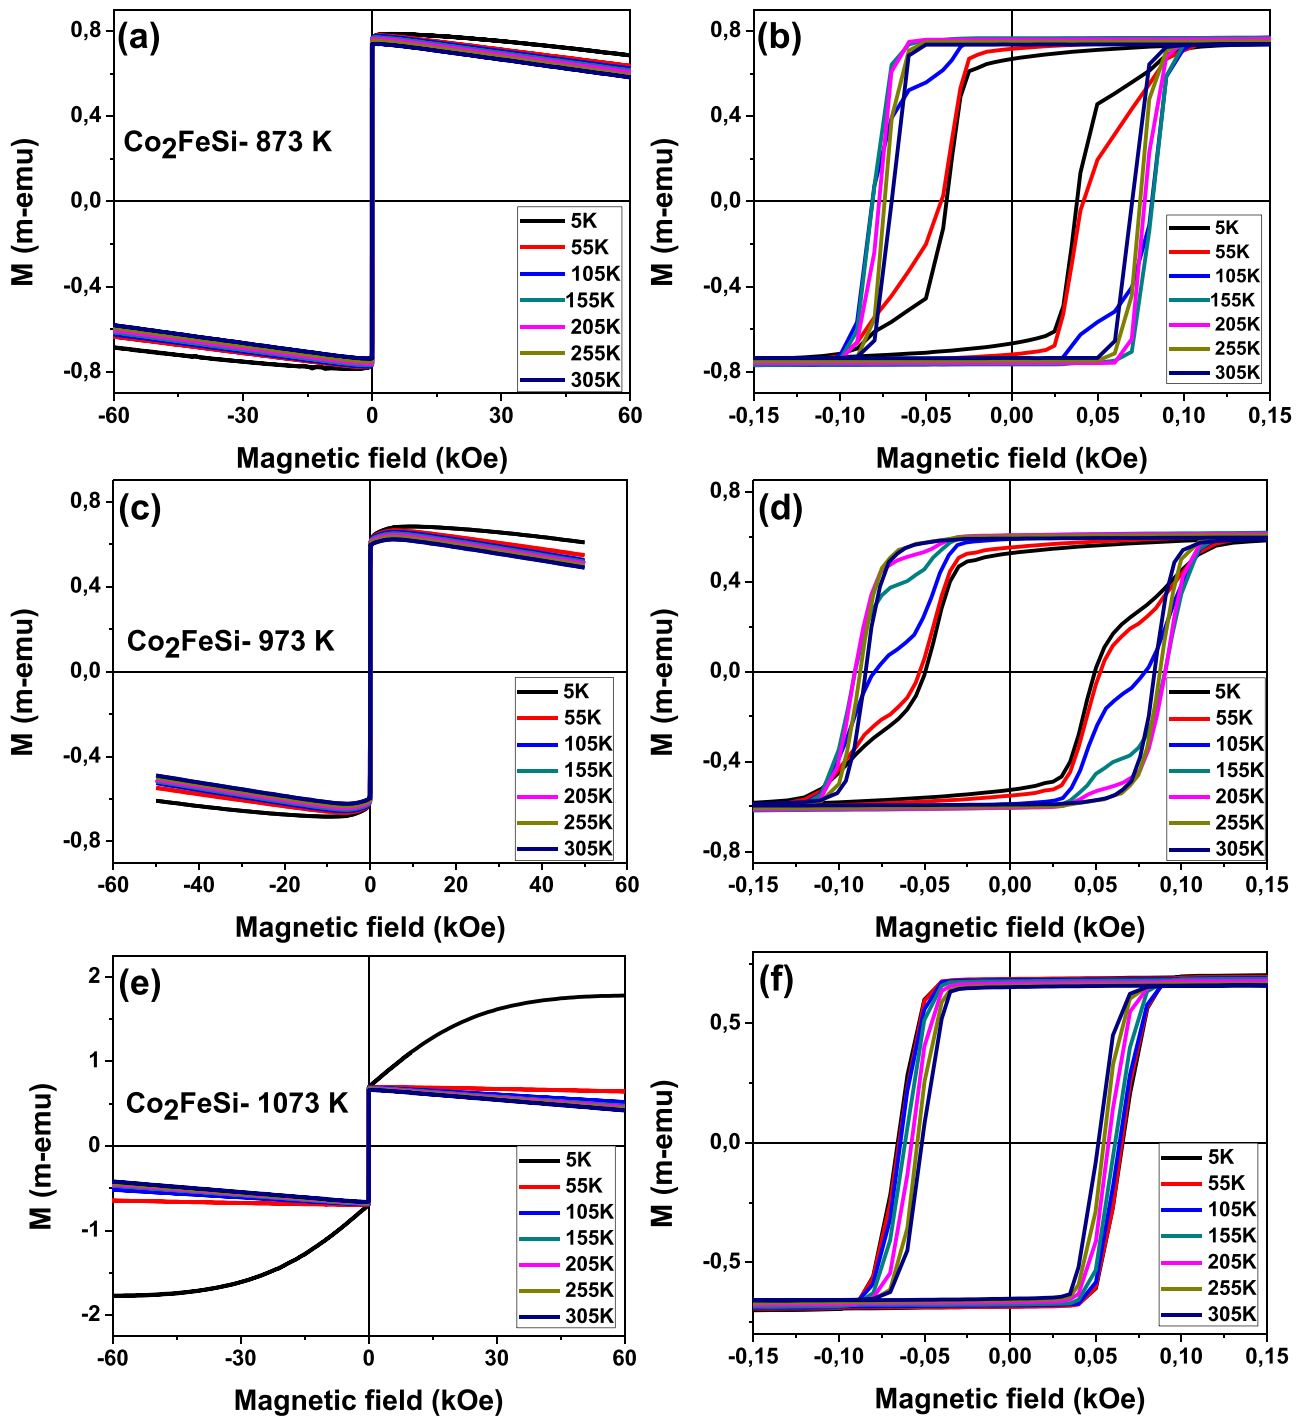 (a)
0,8
0,4
0,0
-0,4
-0,8
M (m-emu)
Co2FeSi- 873 K
5K
55K
105K
155K
205K
255K
305K
-60
-30
0
30
60
Magnetic field (kOe)
(b)
0,8
0,4
0,0
-0,4
-0,8
M (m-emu)
5K
55K
105K
155K
205K
255K
305K
-0,15
-0,10
-0,05
0,00
0,05
0,10
0,15
Magnetic field (kOe)
(c)
0,8
0,4
0,0
-0,4
-0,8
M (m-emu)
Co2FeSi- 973 K
5K
55K
105K
155K
205K
255K
305K
-60
-40
-20
0
20
40
60
Magnetic field (kOe)
(d)
0,8
0,4
0,0
-0,4
-0,8
M (m-emu)
5K
55K
105K
155K
205K
255K
305K
-0,15
-0,10
-0,05
0,00
0,05
0,10
0,15
Magnetic field (kOe)
(e)
2
1
0
-1
-2
M (m-emu)
Co2FeSi- 1073 K
5K
55K
105K
155K
205K
255K
305K
-60
-30
0
30
60
Magnetic field (kOe)
(f)
0,5
0,0
-0,5
M (m-emu)
5K
55K
105K
155K
205K
255K
305K
-0,15
-0,10
-0,05
0,00
0,05
0,10
0,15
Magnetic field (kOe)